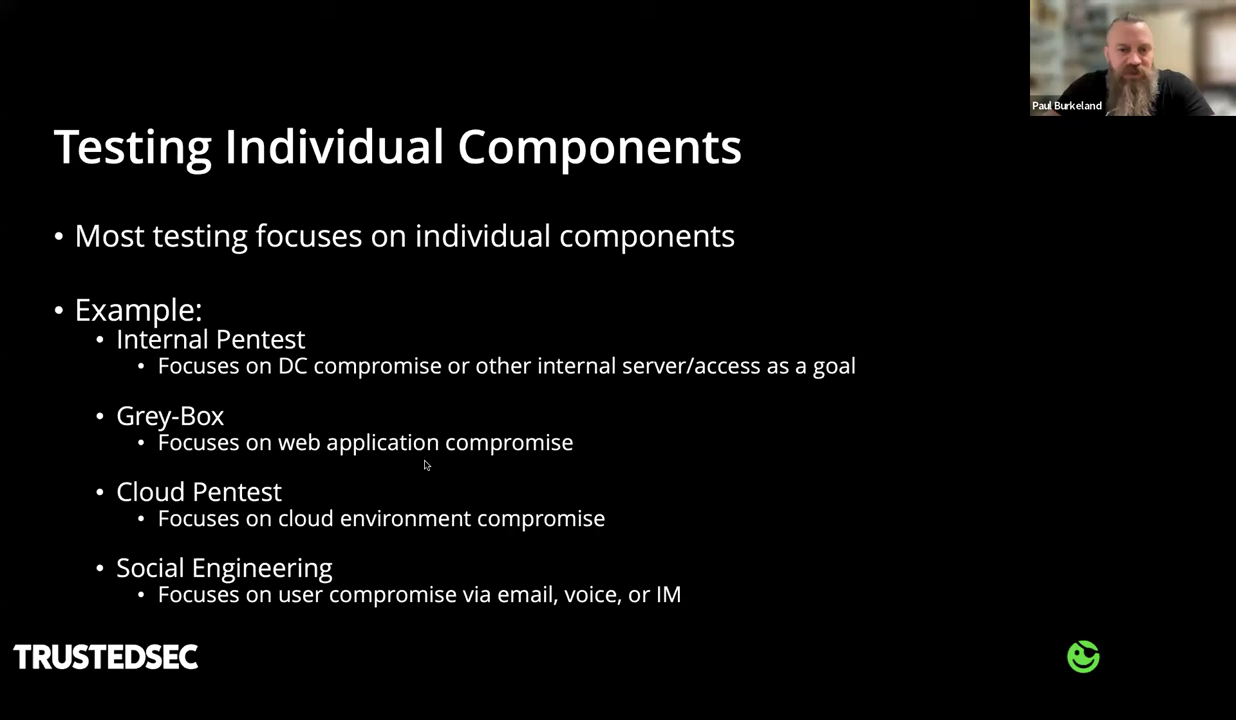 Paul Burkeland
Testing Individual Components
• Most testing focuses on individual components
• Example:
• Internal Pentest
• Focuses on DC compromise or other internal server/access as a goal
• Grey-Box
• Focuses on web application compromise
• Cloud Pentest
• Focuses on cloud environment compromise
• Social Engineering
• Focuses on user compromise via email, voice, or IM
TRUSTEDSEC